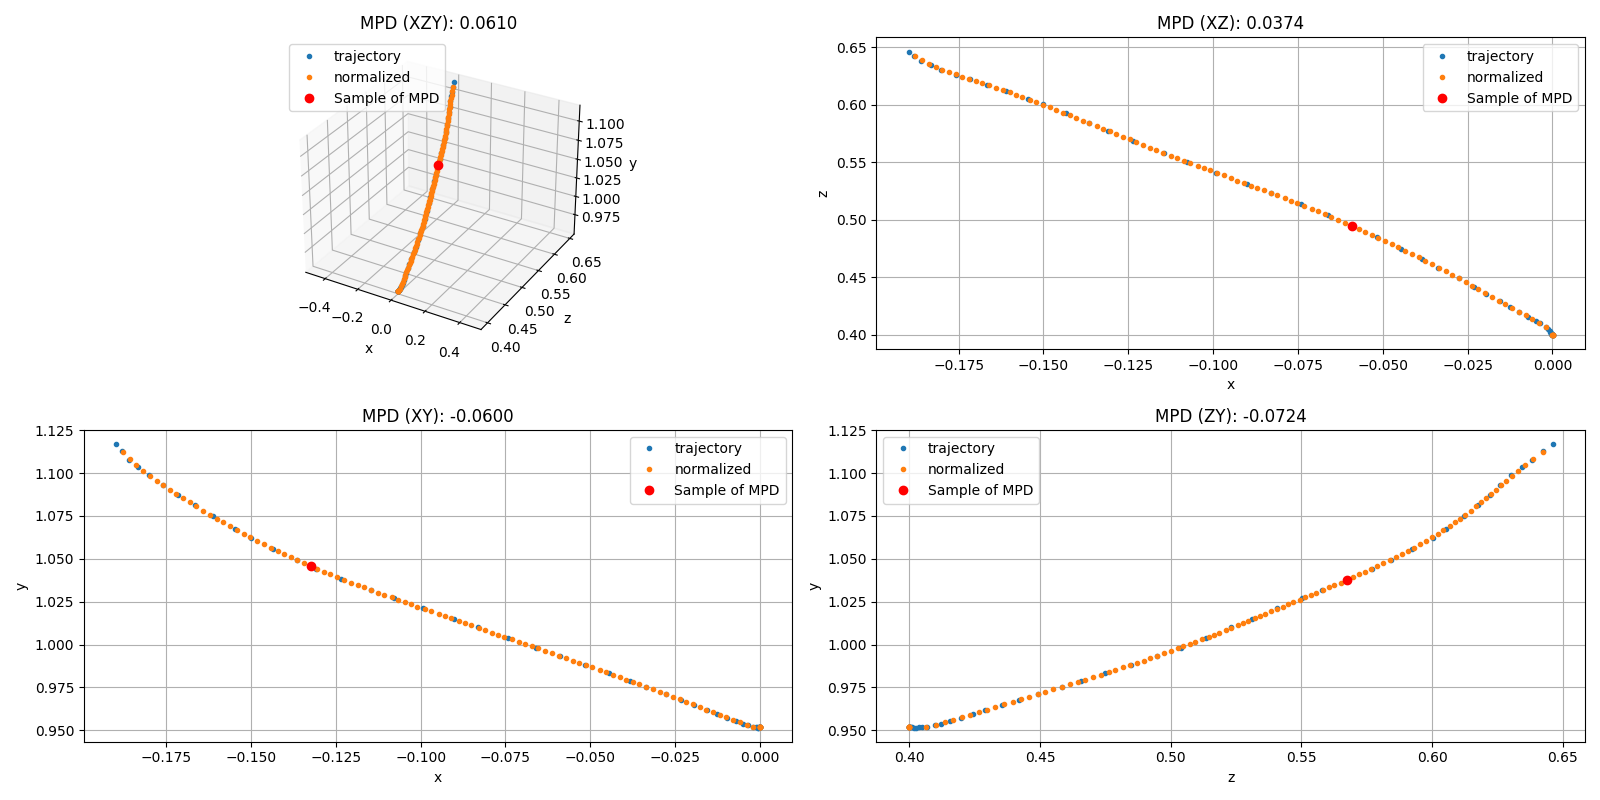 MPD (XZY): 0.0610
trajectory
normalized
Sample of MPD
1.100
1.075
1.050 y
1.025
1.000
0.975
0.65
0.60
0.55
0.50
0.45
0.40
z
−0.4
−0.2
0.0
0.2
0.4
x
MPD (XZ): 0.0374
trajectory
normalized
Sample of MPD
0.65
0.60
0.55
0.50
0.45
0.40
z
−0.175 −0.150 −0.125 −0.100 −0.075 −0.050 −0.025 0.000
x
MPD (XY): -0.0600
trajectory
normalized
Sample of MPD
1.125
1.100
1.075
1.050
1.025
1.000
0.975
0.950
y
−0.175 −0.150 −0.125 −0.100 −0.075 −0.050 −0.025 0.000
x
MPD (ZY): -0.0724
trajectory
normalized
Sample of MPD
1.125
1.100
1.075
1.050
1.025
1.000
0.975
0.950
y
0.40 0.45 0.50 0.55 0.60 0.65
z